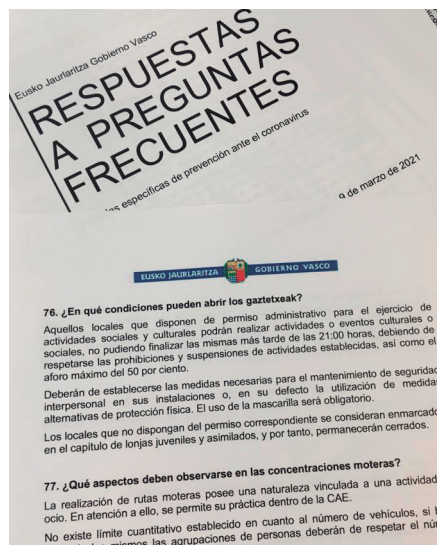 Eusko Jaurlaritza Gobierno Vasco
RESPUESTAS
A PREGUNTAS
FRECUENTES
específicas de prevención ante el coronavirus
9 de marzo de 2021
EUSKO JAURLARITZA GOBIERNO VASCO
76. ¿En qué condiciones pueden abrir los gaztetxeak?
Aquellos locales que disponen de permiso administrativo para el ejercicio de
actividades sociales y culturales podrán realizar actividades o eventos culturales o
sociales, no pudiendo finalizar las mismas más tarde de las 21:00 horas, debiendo de
respetarse las prohibiciones y suspensiones de actividades establecidas, así como el
aforo máximo del 50 por ciento.
Deberán de establecerse las medidas necesarias para el mantenimiento de seguridad
interpersonal en sus instalaciones o, en su defecto la utilización de medidas
alternativas de protección física. El uso de la mascarilla será obligatorio.
Los locales que no dispongan del permiso correspondiente se consideran enmarcado
en el capítulo de lonjas juveniles y asimilados, y por tanto, permanecerán cerrados.
77. ¿Qué aspectos deben observarse en las concentraciones moteras?
La realización de rutas moteras posee una naturaleza vinculada a una actividad
ocio. En atención a ello, se permite su práctica dentro de la CAE.
No existe límite cuantitativo establecido en cuanto al número de vehículos, si
mismos las agrupaciones de personas deberán de respetar el